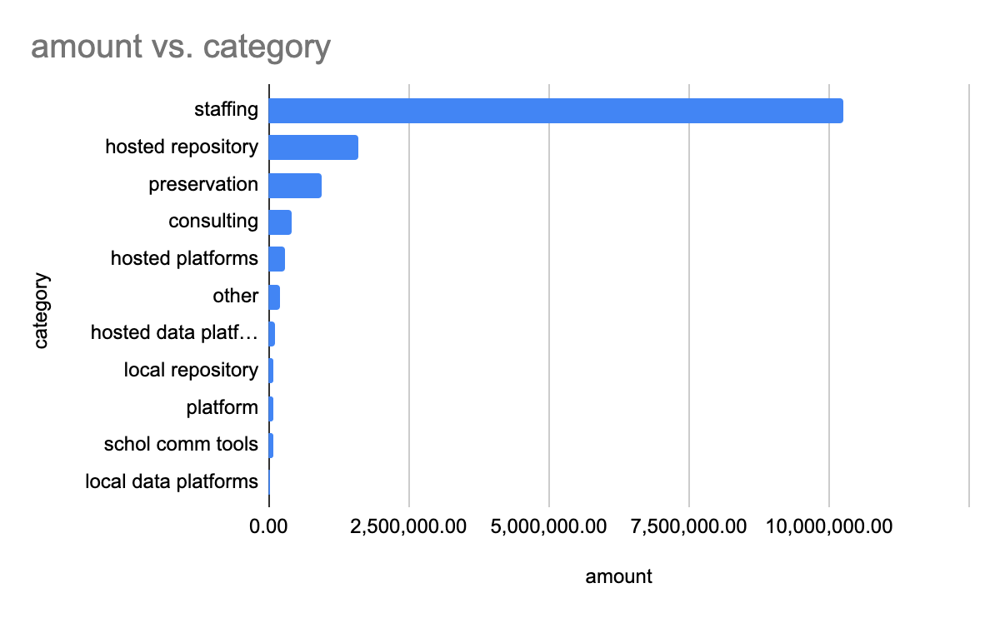 amount vs. category
staffing
hosted repository
preservation
consulting
hosted platforms
other
hosted data platf…
local repository
platform
schol comm tools
local data platforms
category
0.00 2,500,000.00 5,000,000.00 7,500,000.00 10,000,000.00
amount